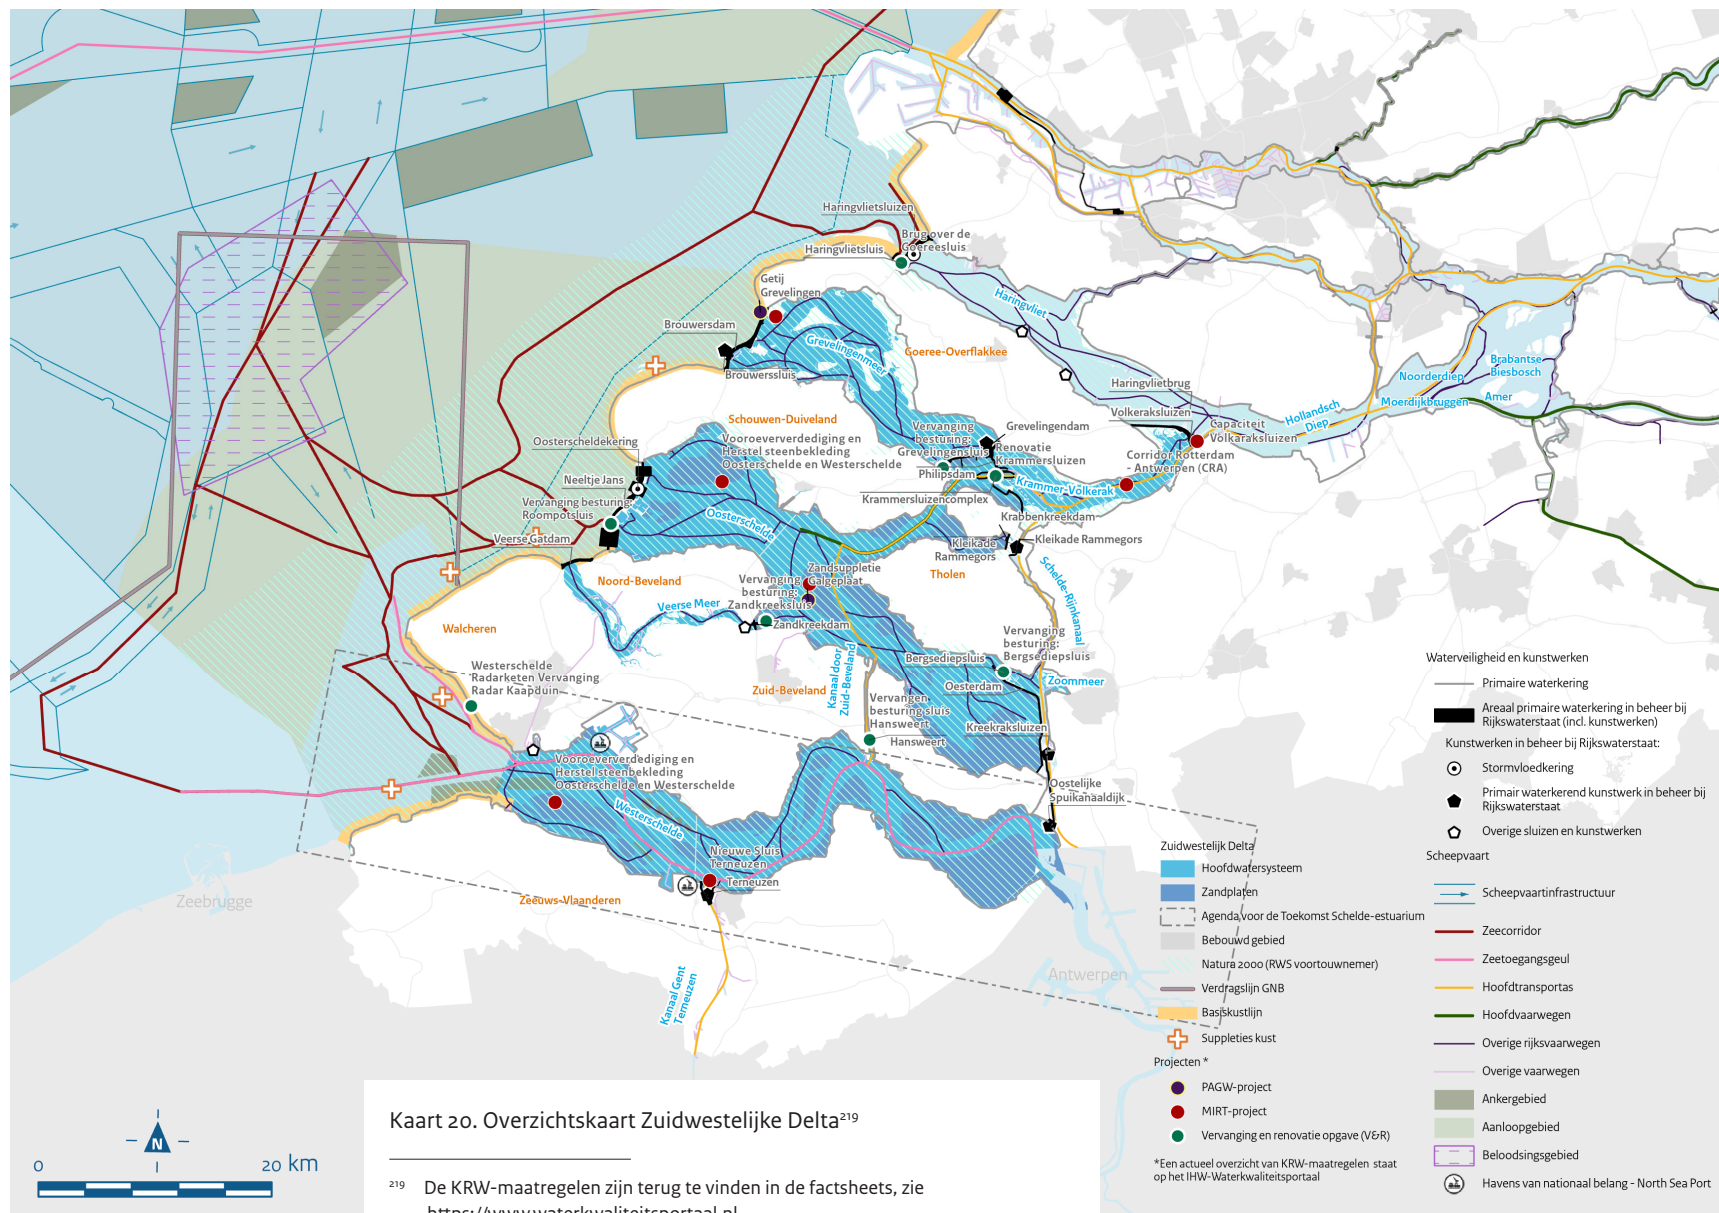 Haringvlietsluizen
Brug over de
Goereesluis
Haringvlietsluis
Getij
Grevelingen
Haringvliet
Brouwersdam
Grevelingenmeer
Goeree-Overflakkee
Brouwerssluis
Brabantse
Biesbosch
Noorderdiep
Amer
Moerdijkbruggen
Hollandsch
Diep
Haringvlietbrug
Volkeraksluizen
Capaciteit
Volkaraksluizen
Corridor Rotterdam
- Antwerpen (CRA)
Schouwen-Duiveland
Vervanging
besturing:
Grevelingensluis
Grevelingendam
Renovatie
Krammersluizen
Philipsdam
Krammer-Volkerak
Krammersluizencomplex
Krabbenkreekdam
Oosterscheldekering
Vooroeververdediging en
Herstel steenbekleding
Oosterschelde en Westerschelde
Neeltje Jans
Vervanging besturing:
Roompotsluis
Oosterschelde
Veerse Gatdam
Kleikade
Rammegors
Kleikade Rammegors
Tholen
Schelde-Rijnkanaal
Noord-Beveland
Zandsuppletie
Galgeplaat
Vervanging
besturing:
Zandkreeksluis
Veerse Meer
Zandkreekdam
Walcheren
Vervanging
besturing:
Bergsediepsluis
Bergsediepsluis
Zoommeer
Oesterdam
Kreekraksluizen
Westerschelde
Radarketen Vervanging
Radar Kaapduin
Zuid-Beveland
Kanaal door
Zuid-Beveland
Vervangen
besturing sluis
Hansweert
Hansweert
Oostelijke
Spuikanaaldijk
Vooroeververdediging en
Herstel steenbekleding
Oosterschelde en Westerschelde
Westerschelde
Nieuwe Sluis
Terneuzen
Terneuzen
Zeeuws-Vlaanderen
Zeebrugge
Antwerpen
Kanaal Gent
Terneuzen
Zuidwestelijk Delta
Hoofdwatersysteem
Zandplaten
Agenda voor de Toekomst Schelde-estuarium
Bebouwd gebied
Natura 2000 (RWS voortouwnemer)
Verdragslijn GNB
Basiskustlijn
Suppleties kust
Projecten *
PAGW-project
MIRT-project
Vervanging en renovatie opgave (V&R)
*Een actueel overzicht van KRW-maatregelen staat
op het IHW-Waterkwaliteitsportaal
Waterveiligheid en kunstwerken
Primaire waterkering
Areaal primaire waterkering in beheer bij
Rijkswaterstaat (incl. kunstwerken)
Kunstwerken in beheer bij Rijkswaterstaat:
Stormvloedkering
Primair waterkerend kunstwerk in beheer bij
Rijkswaterstaat
Overige sluizen en kunstwerken
Scheepvaart
Scheepvaartinfrastructuur
Zeecorridor
Zeetoegangsgeul
Hoofdtransportas
Hoofdvaarwegen
Overige rijksvaarwegen
Overige vaarwegen
Ankergebied
Aanloopgebied
Beloodsingsgebied
Havens van nationaal belang - North Sea Port
N
0 20 km
Kaart 20. Overzichtskaart Zuidwestelijke Delta²¹⁹
²¹⁹ De KRW-maatregelen zijn terug te vinden in de factsheets, zie
https://www.waterkwaliteitsportaal.nl